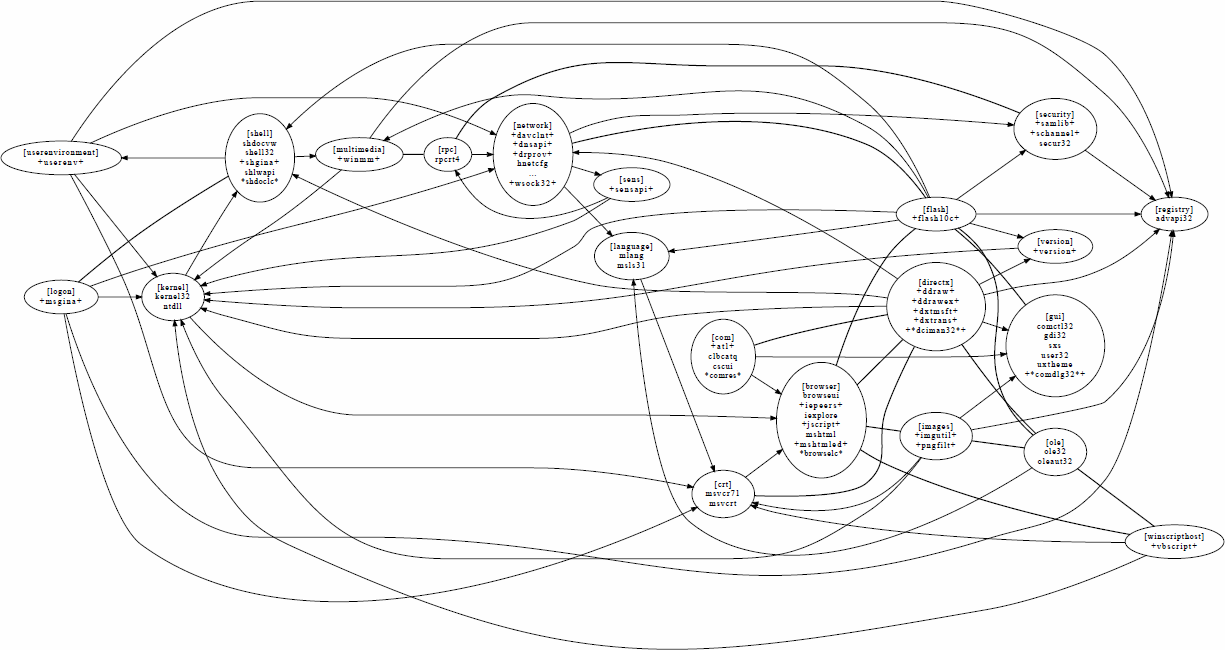 [userenvironment]
+userenv+
[logon]
+msgina+
[kernel]
kernel32
ntdll
[shell]
shdocvw
shell32
+shgina+
shlwapi
*shdoclc*
[multimedia]
+winmm+
[rpc]
rpcrt4
[network]
+davclnt+
+dnsapi+
+drprov+
hnetcfg
...
+wsock32+
[sens]
+sensapi+
[language]
mlang
msls31
[com]
+atl+
clbcatq
cscui
*comres*
[crt]
msvcr71
msvcrt
[browser]
browseui
+iepeers+
iexplore
+jscript+
mshtml
+mshtmled+
*browselc*
[flash]
+flash10c+
[directx]
+ddraw+
+ddrawex+
+dxtmsft+
+dxtrans+
+*dciman32*+
[images]
+imgutil+
+pngfilt+
[security]
+samlib+
+schannel+
secur32
[version]
+version+
[gui]
comctl32
gdi32
sxs
user32
uxtheme
+*comdlg32*+
[ole]
ole32
oleaut32
[registry]
advapi32
[winscripthost]
+vbscript+